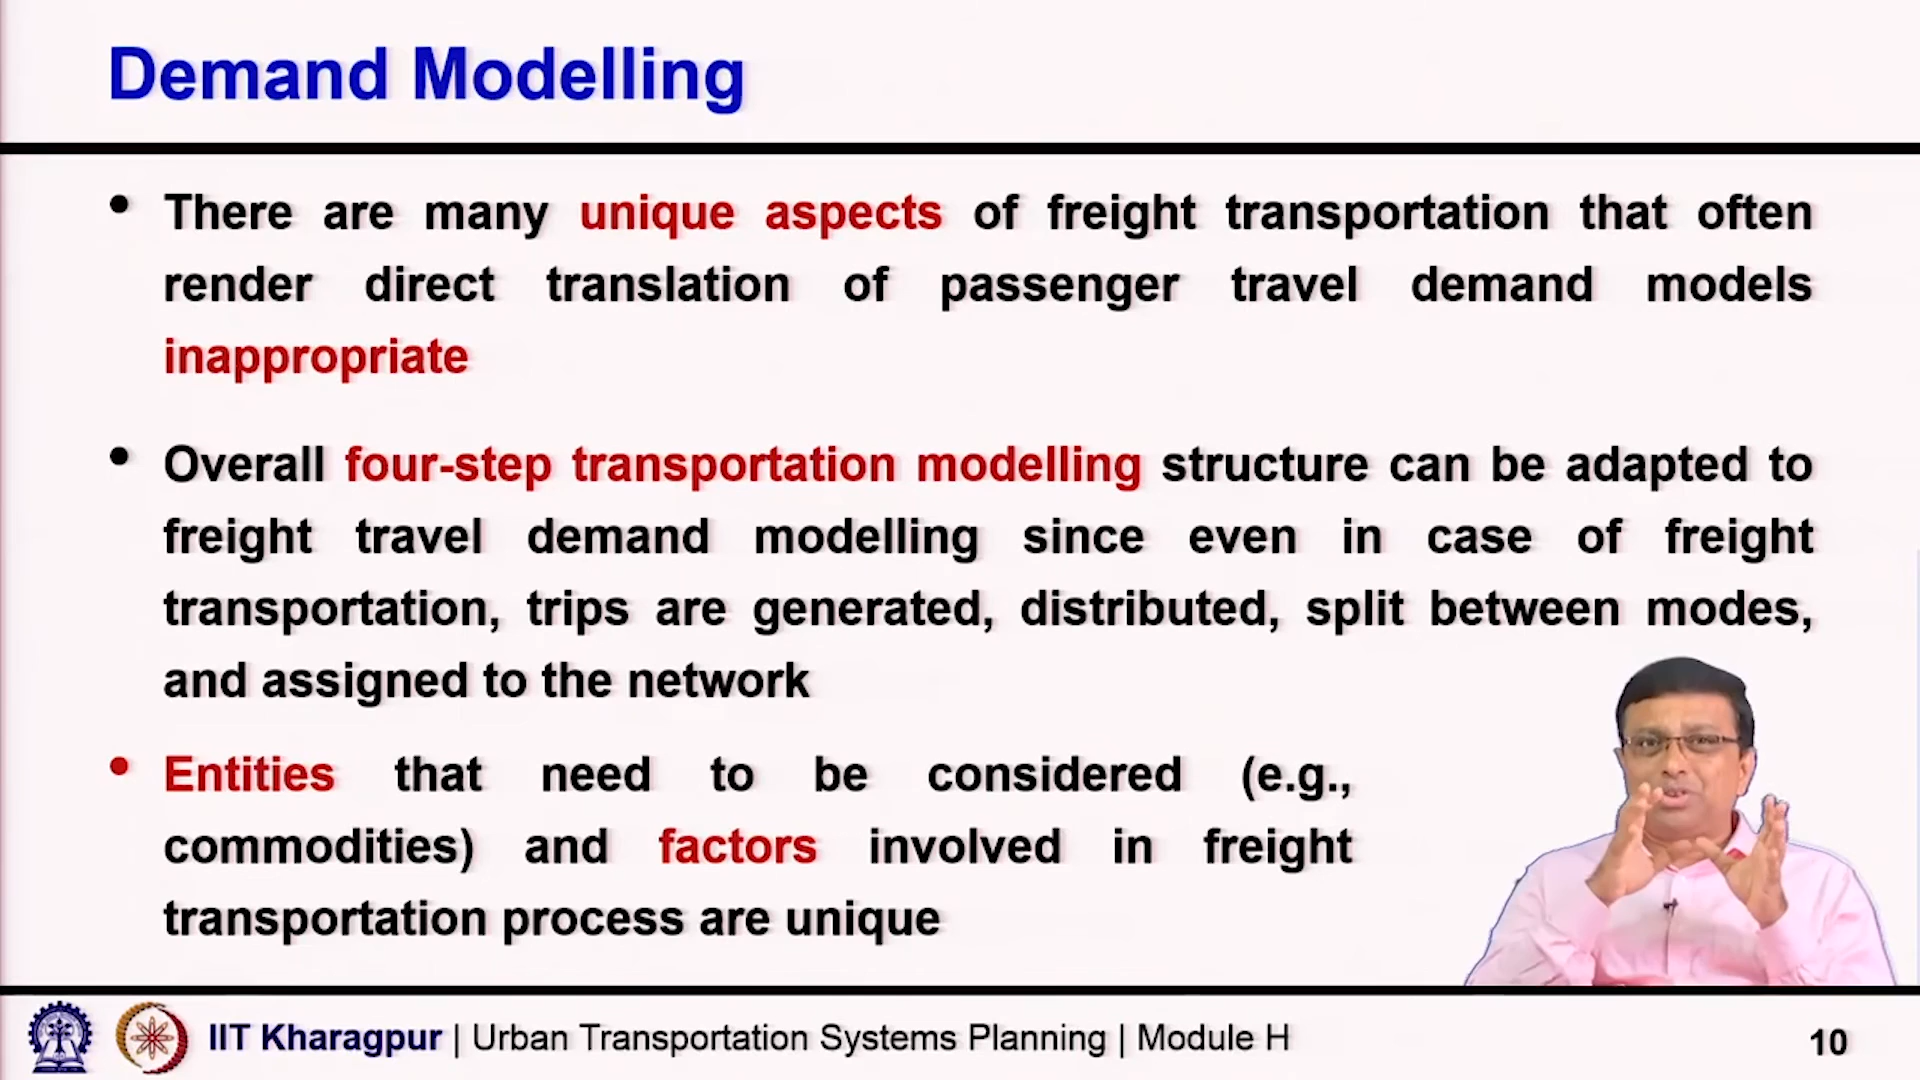 Demand Modelling
• There are many unique aspects of freight transportation that often
render direct translation of passenger travel demand models
inappropriate
• Overall four-step transportation modelling structure can be adapted to
freight travel demand modelling since even in case of freight
transportation, trips are generated, distributed, split between modes,
and assigned to the network
• Entities that need to be considered (e.g.,
commodities) and factors involved in freight
transportation process are unique
IIT Kharagpur | Urban Transportation Systems Planning | Module H
10